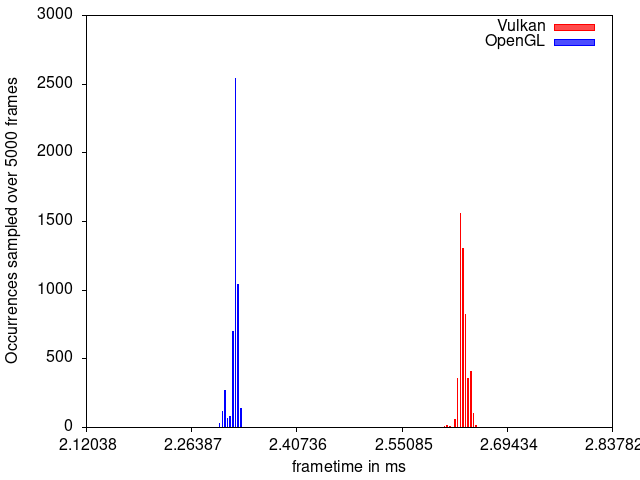 3000
2500
2000
1500
1000
500
0
Occurrences sampled over 5000 frames
Vulkan
OpenGL
2.12038 2.26387 2.40736 2.55085 2.69434 2.83782
frametime in ms